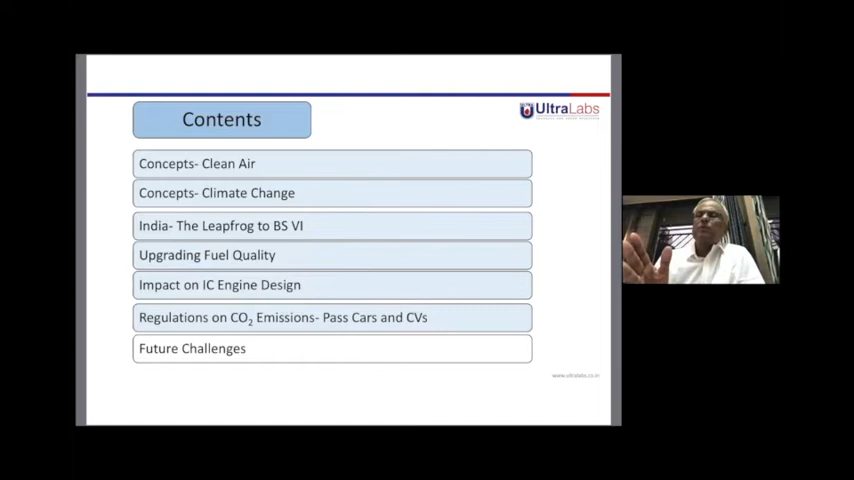 Contents
UltraLabs
Concepts- Clean Air
Concepts- Climate Change
India- The Leapfrog to BS VI
Upgrading Fuel Quality
Impact on IC Engine Design
Regulations on CO2 Emissions- Pass Cars and CVs
Future Challenges
www.ultralabs.co.in